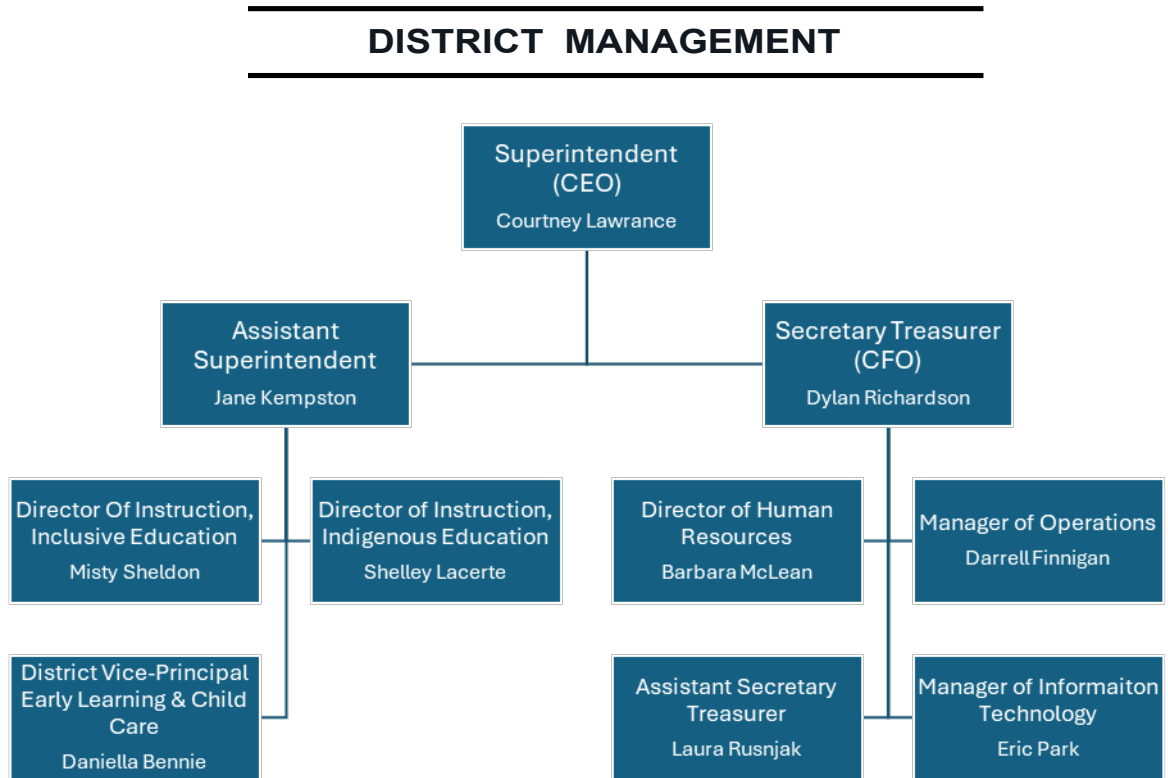 DISTRICT MANAGEMENT
Superintendent
(CEO)
Courtney Lawrance
Assistant
Superintendent
Jane Kempston
Secretary Treasurer
(CFO)
Dylan Richardson
Director Of Instruction,
Inclusive Education
Misty Sheldon
Director of Instruction,
Indigenous Education
Shelley Lacerte
Director of Human
Resources
Barbara McLean
Manager of Operations
Darrell Finnigan
District Vice-Principal
Early Learning & Child
Care
Daniella Bennie
Assistant Secretary
Treasurer
Laura Rusnjak
Manager of Informaiton
Technology
Eric Park